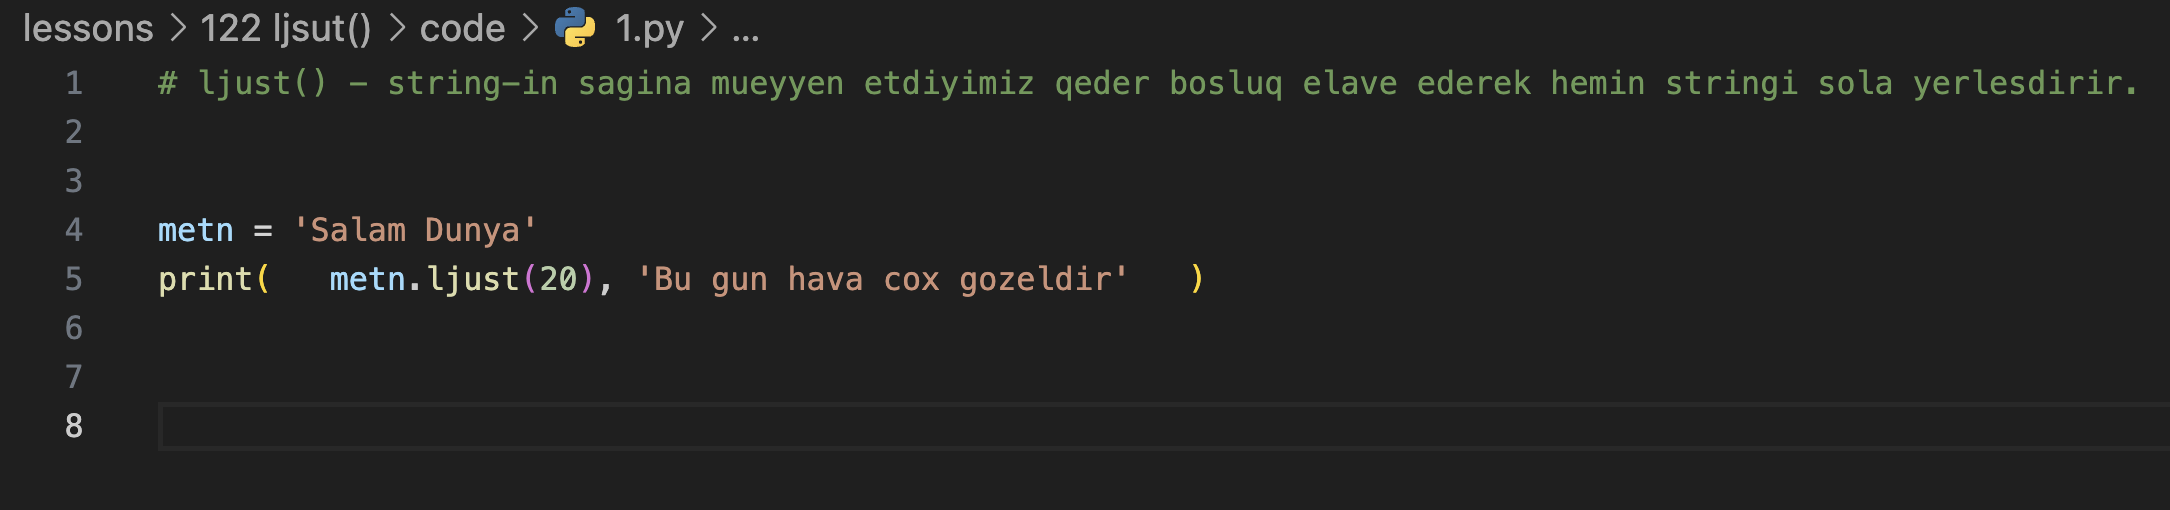 lessons > 122 ljsut() > code > 1.py > ...
1 # ljust() - string-in sagina mueyyen etdiyimiz qeder bosluq elave ederek hemin stringi sola yerlesdirir.
2
3
4 metn = 'Salam Dunya'
5 print(   metn.ljust(20), 'Bu gun hava cox gozeldir'   )
6
7
8